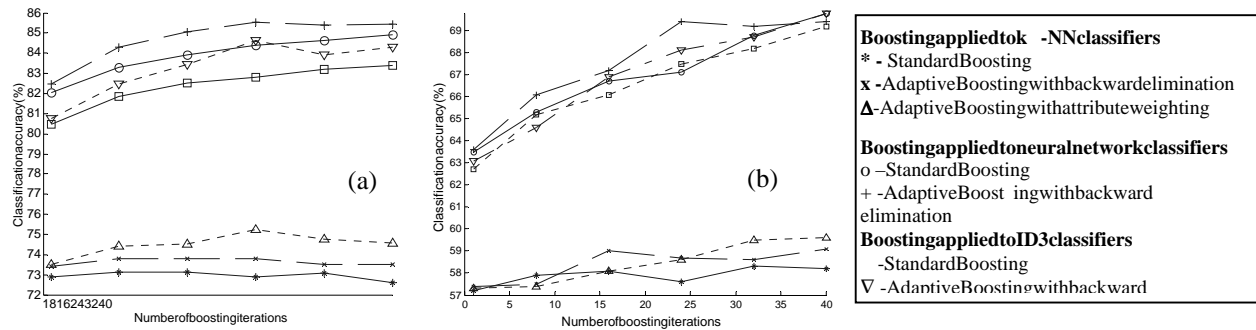 86
85
84
83
82
81
80
79
78
77
76
75
74
73
72
Classificationaccuracy(%)
(a)
1816243240
Numberofboostingiterations
69
68
67
66
65
64
63
62
61
60
59
58
57
Classificationaccuracy(%)
(b)
0 5 10 15 20 25 30 35 40
Numberofboostingiterations
Boostingappliedtok -NNclassifiers
* - StandardBoosting
x -AdaptiveBoostingwithbackwardelimination
Δ-AdaptiveBoostingwithattributeweighting
Boostingappliedtoneuralnetworkclassifiers
o –StandardBoosting
+ -AdaptiveBoost ingwithbackward
elimination
BoostingappliedtoID3classifiers
-StandardBoosting
∇ -AdaptiveBoostingwithbackward